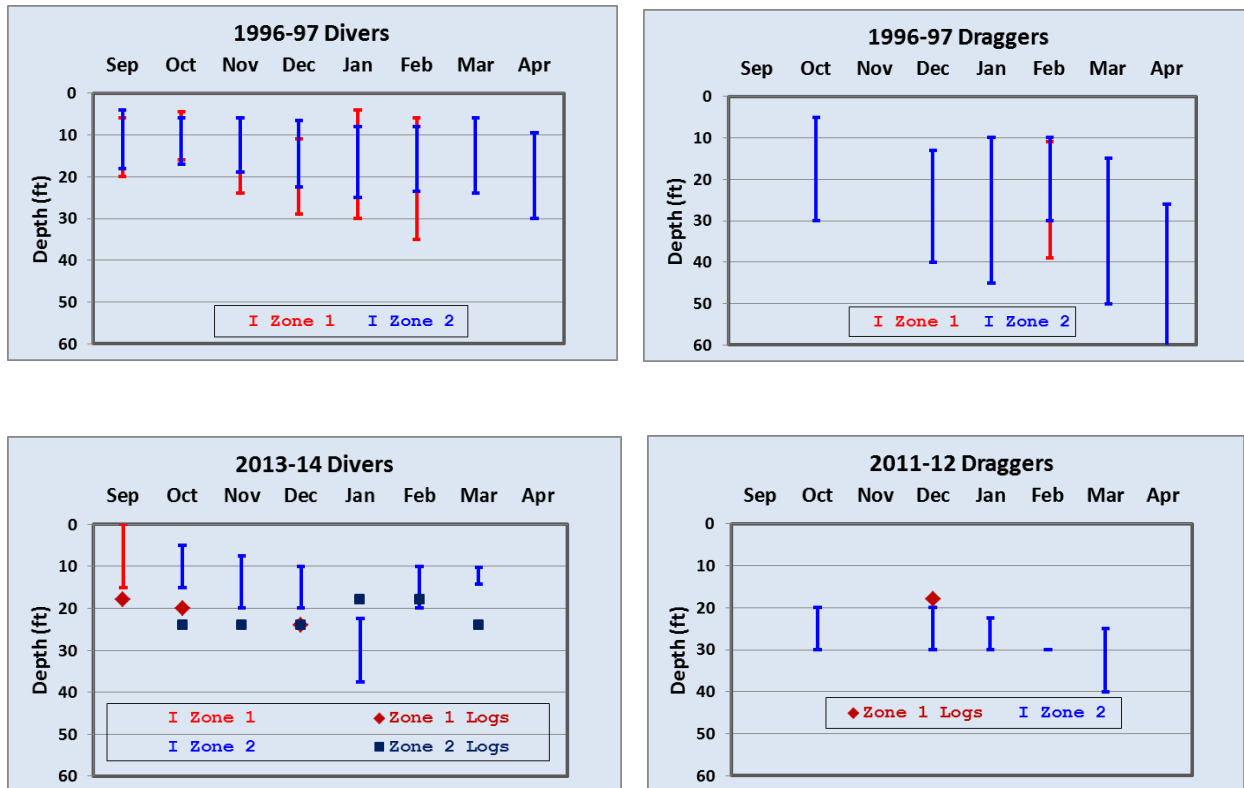 1996-97 Divers
Sep Oct Nov Dec Jan Feb Mar Apr
0
10
20
30
40
50
60
Depth (ft)
I Zone 1 I Zone 2
1996-97 Draggers
Sep Oct Nov Dec Jan Feb Mar Apr
0
10
20
30
40
50
60
Depth (ft)
I Zone 1 I Zone 2
2013-14 Divers
Sep Oct Nov Dec Jan Feb Mar Apr
0
10
20
30
40
50
60
Depth (ft)
I Zone 1 Zone 1 Logs
I Zone 2 Zone 2 Logs
2011-12 Draggers
Sep Oct Nov Dec Jan Feb Mar Apr
0
10
20
30
40
50
60
Depth (ft)
Zone 1 Logs I Zone 2